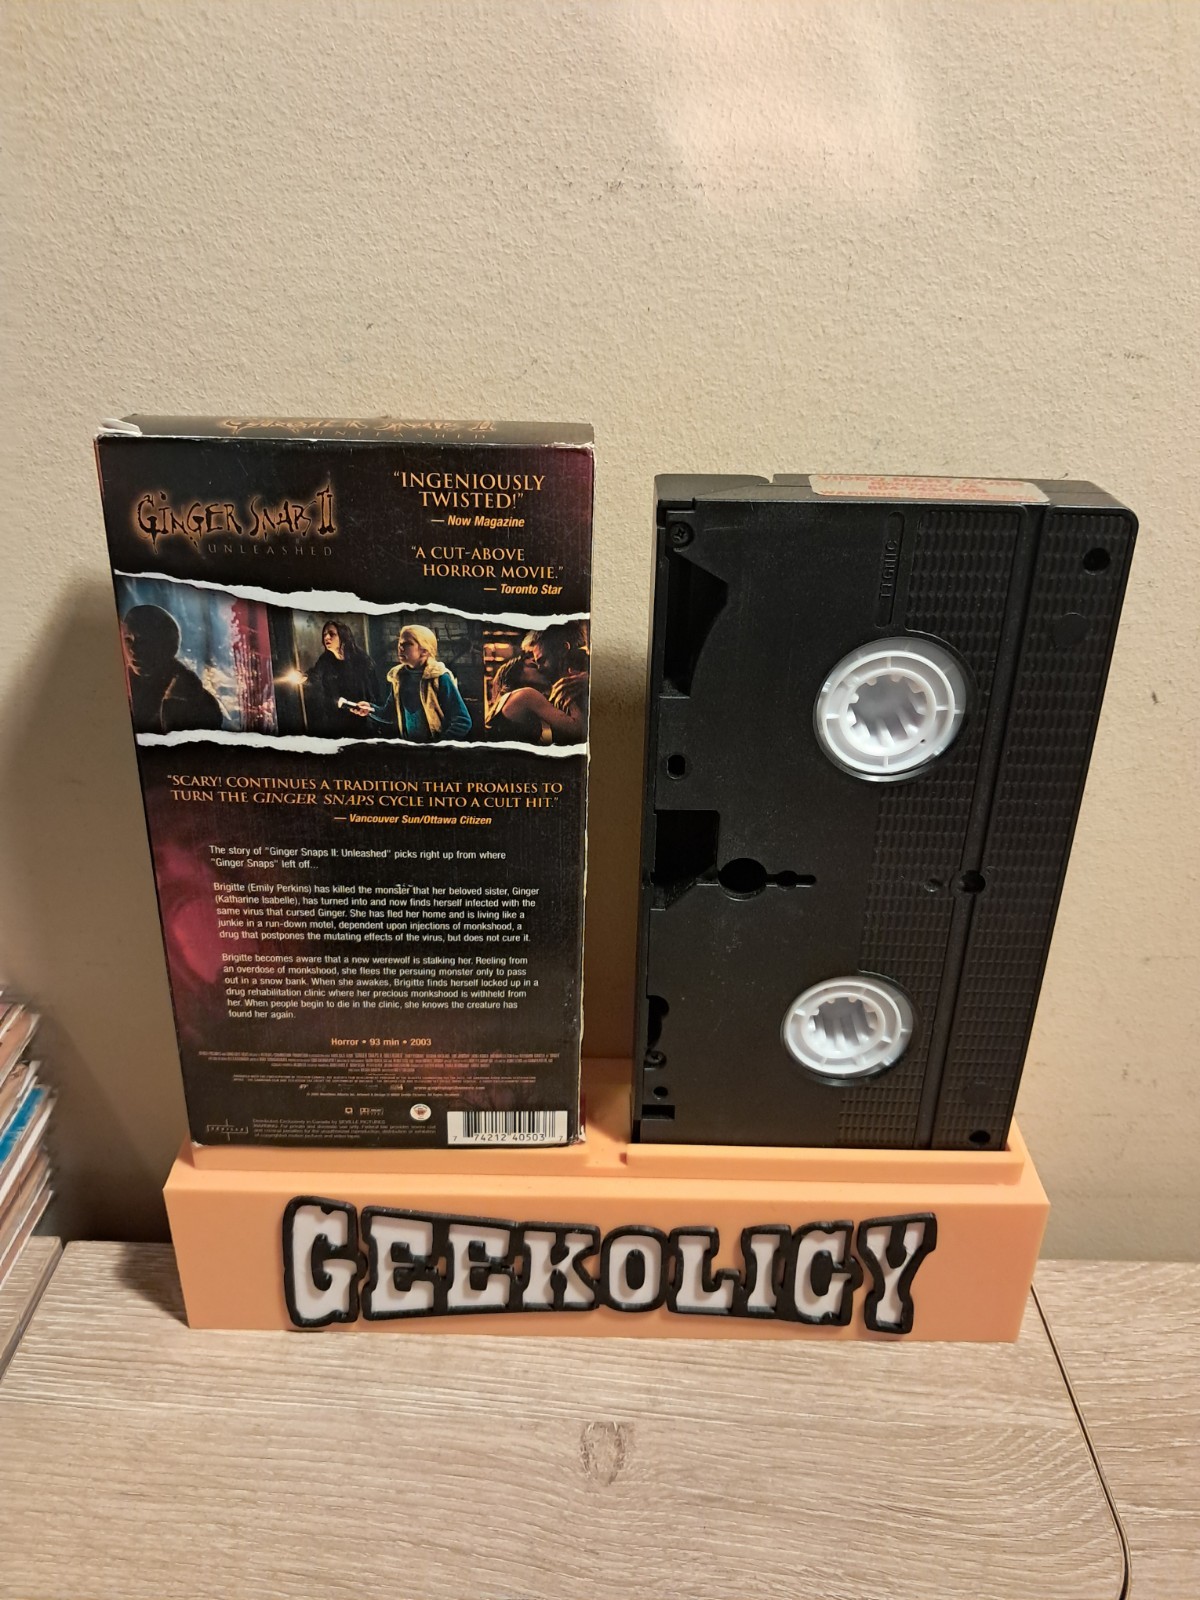 GINGER SNAPS II
UNLEASHED
"INGENIOUSLY
TWISTED!"
— Now Magazine
"A CUT-ABOVE
HORROR MOVIE."
— Toronto Star
"SCARY! CONTINUES A TRADITION THAT PROMISES TO
TURN THE GINGER SNAPS CYCLE INTO A CULT HIT."
— Vancouver Sun/Ottawa Citizen
The story of "Ginger Snaps II: Unleashed" picks right up from where
"Ginger Snaps" left off...
Brigitte (Emily Perkins) has killed the monster that her beloved sister, Ginger
(Katharine Isabelle), has turned into and now finds herself infected with the
same virus that cursed Ginger. She has fled her home and is living like a
junkie in a run-down motel, dependent upon injections of monkshood, a
drug that postpones the mutating effects of the virus, but does not cure it.
Brigitte becomes aware that a new werewolf is stalking her. Reeling from
an overdose of monkshood, she flees the persuing monster only to pass
out in a snow bank. When she awakes, Brigitte finds herself locked up in a
drug rehabilitation clinic where her precious monkshood is withheld from
her. When people begin to die in the clinic, she knows the creature has
found her again.
Horror • 93 min • 2003
7 74212 40503 7
GEEKOLIGY